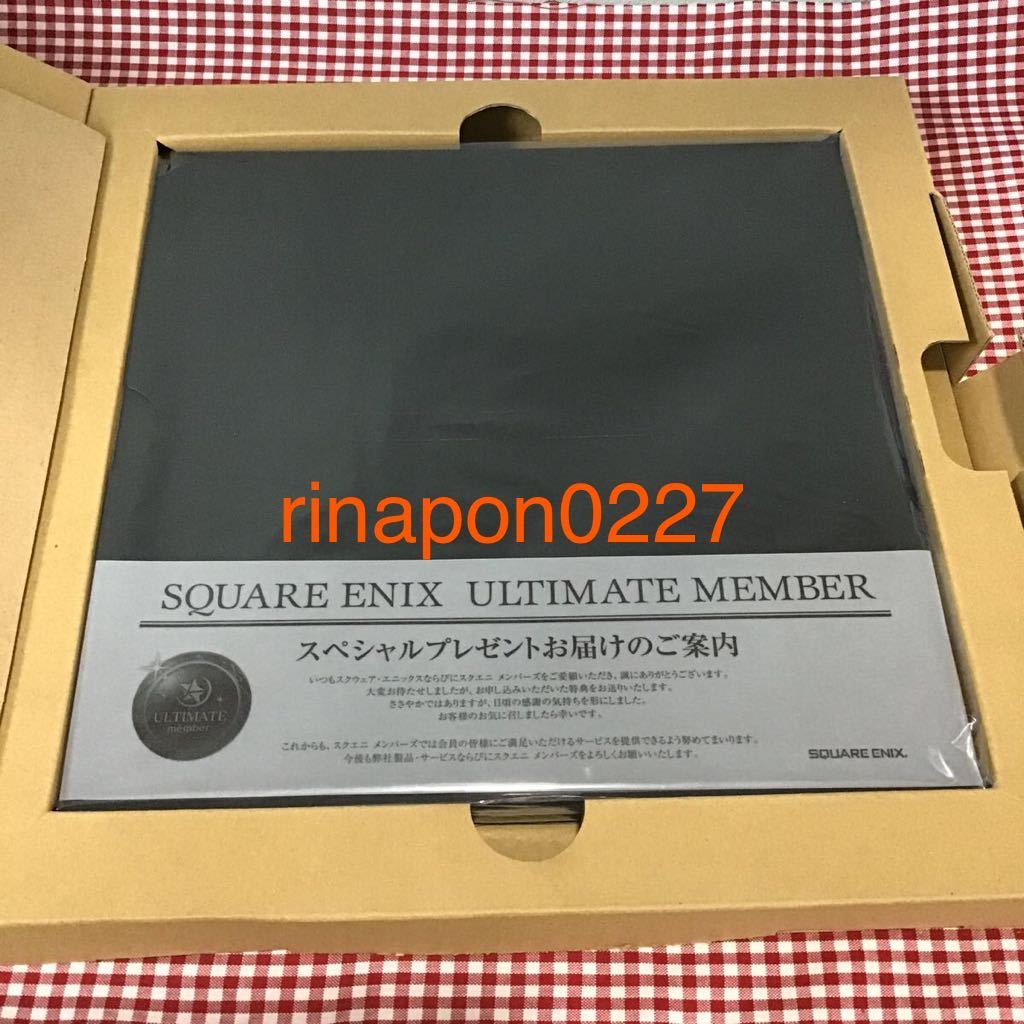 rinapon0227
SQUARE ENIX ULTIMATE MEMBER
スペシャルプレゼントお届けのご案内
いつもスクウェア・エニックスならびにスクエニ メンバーズをご愛顧いただき、誠にありがとうございます。
大変お待たせしましたが、お申し込みいただいた特典をお送りいたします。
ささやかではありますが、日頃の感謝の気持ちを形にしました。
お客様のお気に召しましたら幸いです。
ULTIMATE
member
これからも、スクエニ メンバーズでは会員の皆様にご満足いただけるサービスを提供できるよう努めてまいります。
今後も弊社製品・サービスならびにスクエニ メンバーズをよろしくお願いいたします。
SQUARE ENIX.